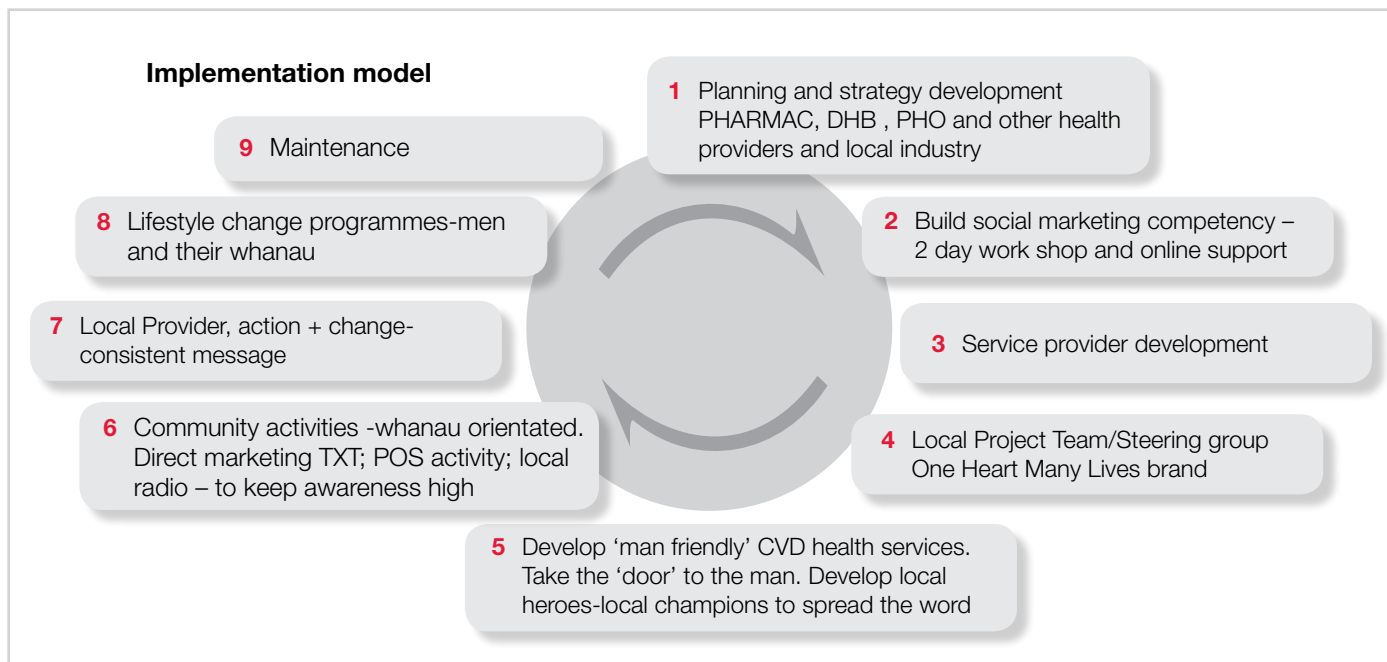 Implementation model
1 Planning and strategy development
PHARMAC, DHB , PHO and other health
providers and local industry
2 Build social marketing competency –
2 day work shop and online support
3 Service provider development
4 Local Project Team/Steering group
One Heart Many Lives brand
5 Develop ‘man friendly’ CVD health services.
Take the ‘door’ to the man. Develop local
heroes-local champions to spread the word
6 Community activities -whanau orientated.
Direct marketing TXT; POS activity; local
radio – to keep awareness high
7 Local Provider, action + change-
consistent message
8 Lifestyle change programmes-men
and their whanau
9 Maintenance